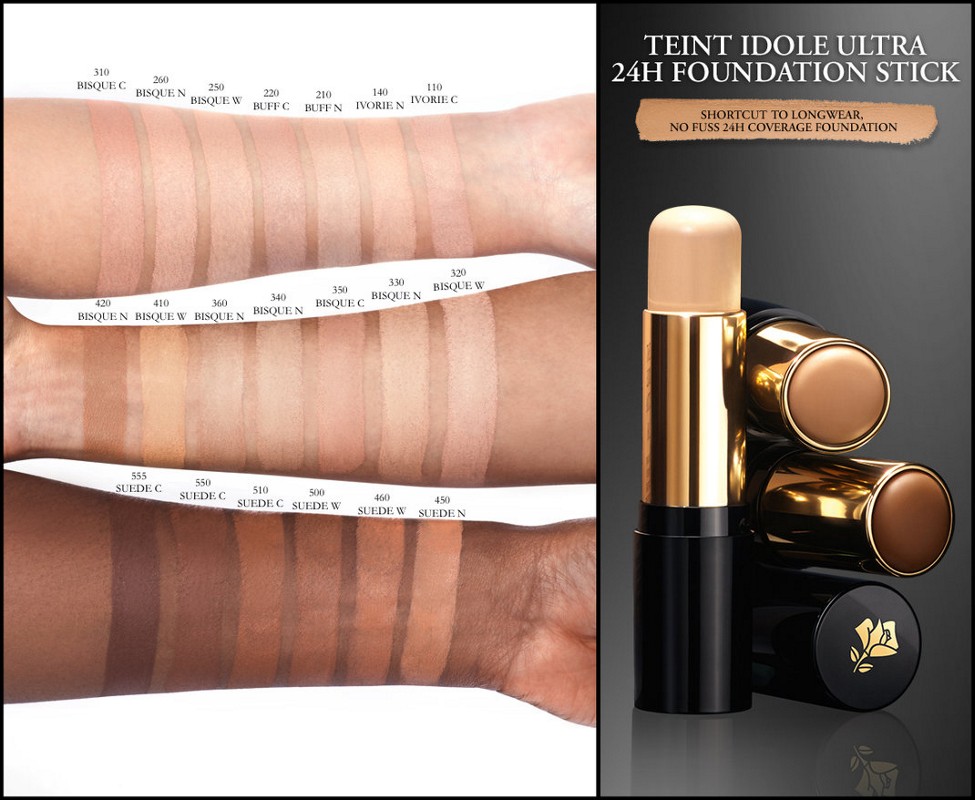 310
BISQUE C
260
BISQUE N
250
BISQUE W
220
BUFF C
210
BUFF N
140
IVORIE N
110
IVORIE C
420
BISQUE N
410
BISQUE W
360
BISQUE N
340
BISQUE N
350
BISQUE C
330
BISQUE N
320
BISQUE W
555
SUEDE C
550
SUEDE C
510
SUEDE C
500
SUEDE W
460
SUEDE W
450
SUEDE N
TEINT IDOLE ULTRA
24H FOUNDATION STICK
SHORTCUT TO LONGWEAR,
NO FUSS 24H COVERAGE FOUNDATION